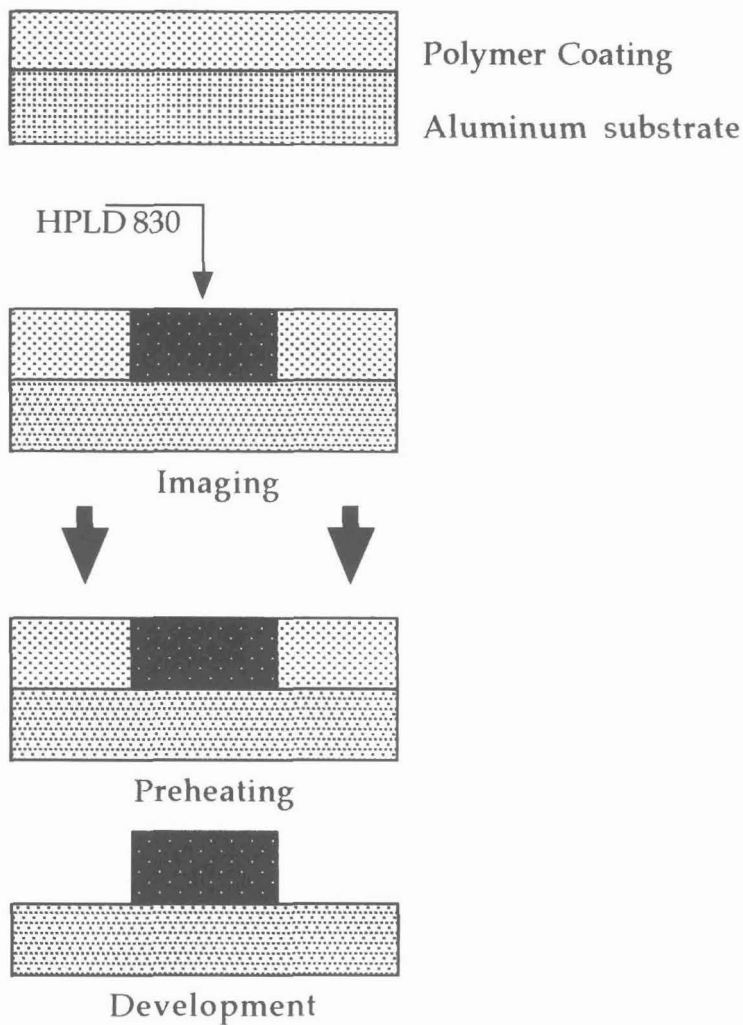 Polymer Coating
Aluminum substrate
HPLD 830
Imaging
Preheating
Development